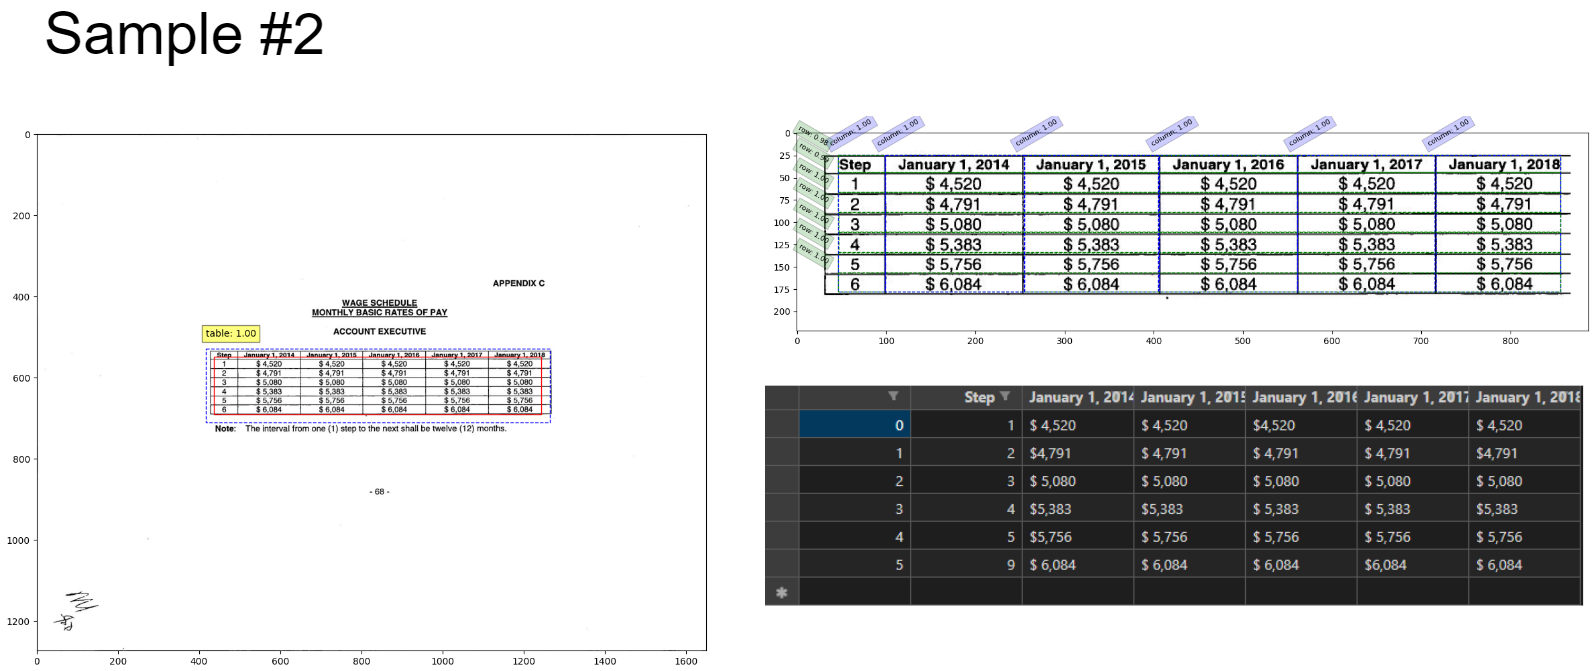 Sample #2
0
200
400
600
800
1000
1200
0 200 400 600 800 1000 1200 1400 1600
APPENDIX C
WAGE SCHEDULE
MONTHLY BASIC RATES OF PAY
ACCOUNT EXECUTIVE
table: 1.00
Step January 1, 2014 January 1, 2015 January 1, 2016 January 1, 2017 January 1, 2018
1 $ 4,520 $ 4,520 $ 4,520 $ 4,520 $ 4,520
2 $ 4,791 $ 4,791 $ 4,791 $ 4,791 $ 4,791
3 $ 5,080 $ 5,080 $ 5,080 $ 5,080 $ 5,080
4 $ 5,383 $ 5,383 $ 5,383 $ 5,383 $ 5,383
5 $ 5,756 $ 5,756 $ 5,756 $ 5,756 $ 5,756
6 $ 6,084 $ 6,084 $ 6,084 $ 6,084 $ 6,084
Note: The interval from one (1) step to the next shall be twelve (12) months.
- 68 -
column: 1.00 column: 1.00 column: 1.00 column: 1.00 column: 1.00 column: 1.00
row: 0.98
row:
row: 1.00
row: 1.00
row: 1.00
row: 1.00
row: 1.00
0
25
50
75
100
125
150
175
200
0 100 200 300 400 500 600 700 800
Step January 1, 2014 January 1, 2015 January 1, 2016 January 1, 2017 January 1, 2018
1 $ 4,520 $ 4,520 $ 4,520 $ 4,520 $ 4,520
2 $ 4,791 $ 4,791 $ 4,791 $ 4,791 $ 4,791
3 $ 5,080 $ 5,080 $ 5,080 $ 5,080 $ 5,080
4 $ 5,383 $ 5,383 $ 5,383 $ 5,383 $ 5,383
5 $ 5,756 $ 5,756 $ 5,756 $ 5,756 $ 5,756
6 $ 6,084 $ 6,084 $ 6,084 $ 6,084 $ 6,084
Step January 1, 2014 January 1, 2015 January 1, 2016 January 1, 2017 January 1, 2018
0 1 $ 4,520 $ 4,520 $4,520 $ 4,520 $ 4,520
1 2 $4,791 $ 4,791 $ 4,791 $ 4,791 $4,791
2 3 $ 5,080 $ 5,080 $ 5,080 $ 5,080 $ 5,080
3 4 $5,383 $5,383 $ 5,383 $ 5,383 $5,383
4 5 $5,756 $ 5,756 $ 5,756 $ 5,756 $ 5,756
5 9 $ 6,084 $ 6,084 $ 6,084 $6,084 $ 6,084